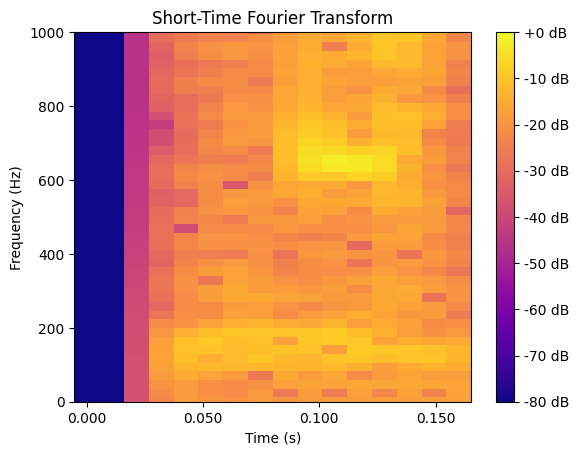 Short-Time Fourier Transform
1000
800
600
400
200
0
Frequency (Hz)
0.000
0.050
0.100
0.150
Time (s)
+0 dB
-10 dB
-20 dB
-30 dB
-40 dB
-50 dB
-60 dB
-70 dB
-80 dB